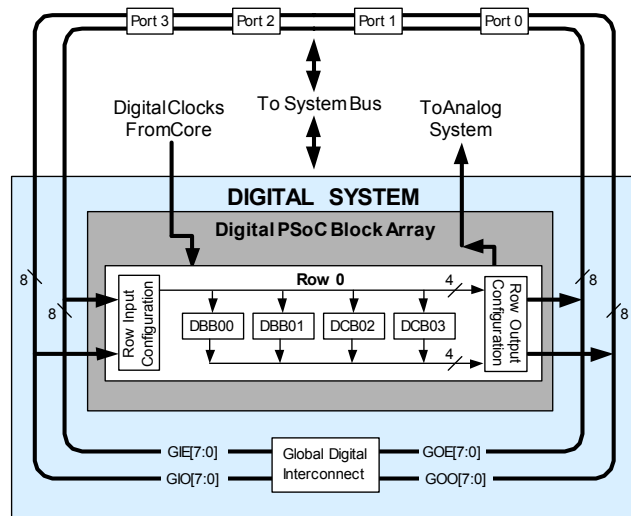 Port 3
Port 2
Port 1
Port 0
Digital Clocks
From Core
To System Bus
To Analog
System
DIGITAL SYSTEM
Digital PSoC Block Array
Row Input
Configuration
Row 0
4
DBB00
DBB01
DCB02
DCB03
4
Row Output
Configuration
8
8
8
8
GIE[7:0]
GIO[7:0]
Global Digital
Interconnect
GOE[7:0]
GOO[7:0]